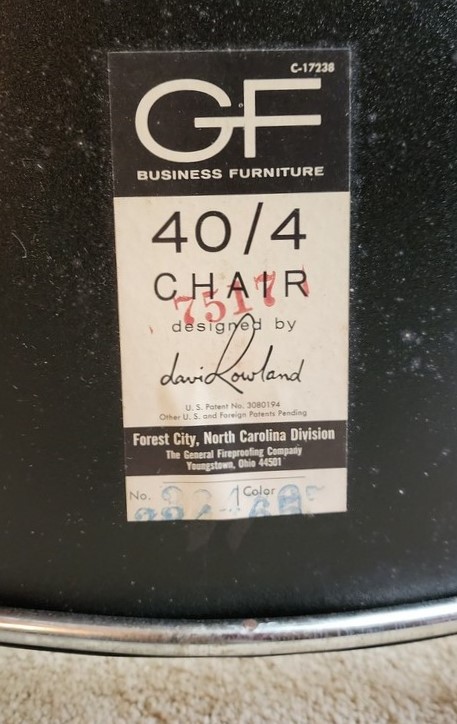 C-17238
GF
BUSINESS FURNITURE
40/4
CHAIR
75177
designed by
david Rowland
U.S. Patent No. 3080194
Other U.S. and Foreign Patents Pending
Forest City, North Carolina Division
The General Fireproofing Company
Youngstown, Ohio 44501
No. Color